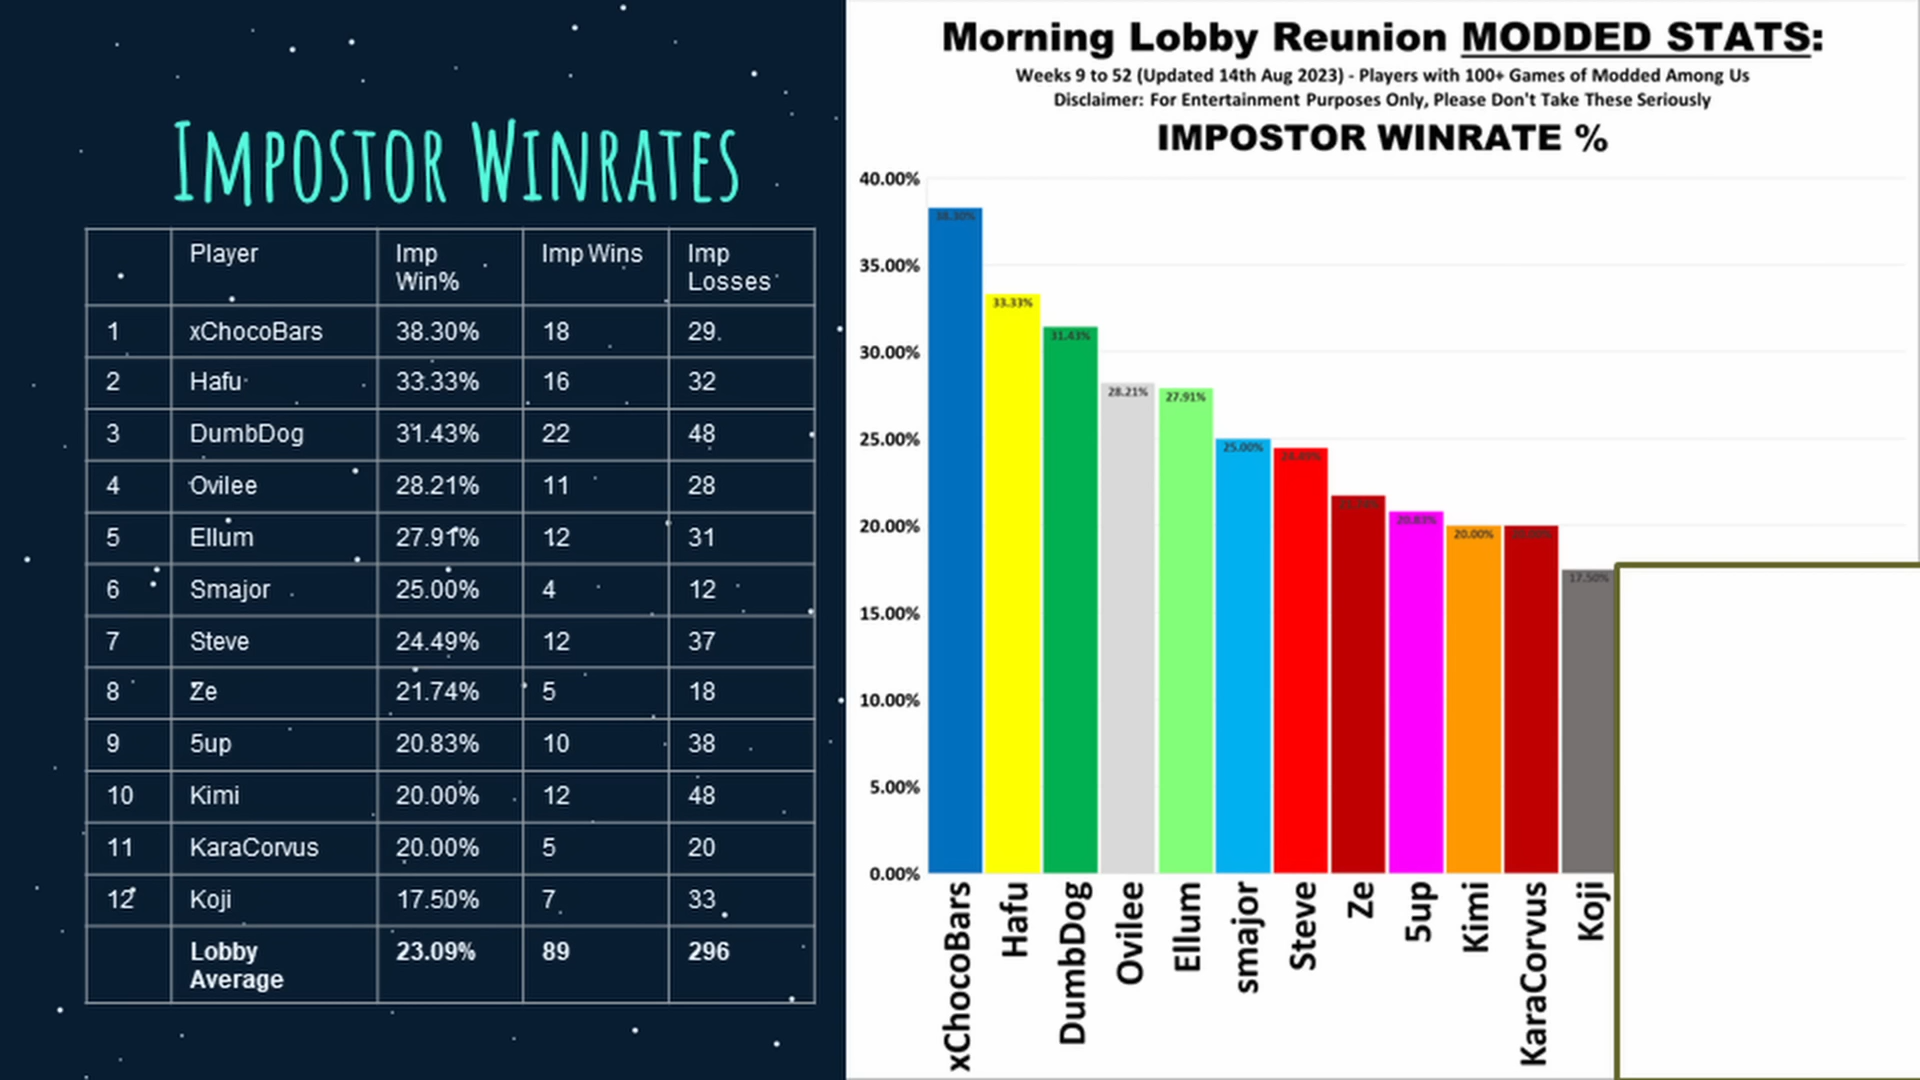 IMPOSTOR WINRATES
Player Imp Win% Imp Wins Imp Losses
1 xChocoBars 38.30% 18 29
2 Hafu 33.33% 16 32
3 DumbDog 31.43% 22 48
4 Ovilee 28.21% 11 28
5 Ellum 27.91% 12 31
6 Smajor 25.00% 4 12
7 Steve 24.49% 12 37
8 Ze 21.74% 5 18
9 5up 20.83% 10 38
10 Kimi 20.00% 12 48
11 KaraCorvus 20.00% 5 20
12 Koji 17.50% 7 33
Lobby Average 23.09% 89 296
Morning Lobby Reunion MODDED STATS:
Weeks 9 to 52 (Updated 14th Aug 2023) - Players with 100+ Games of Modded Among Us
Disclaimer: For Entertainment Purposes Only, Please Don't Take These Seriously
IMPOSTOR WINRATE %
40.00%
35.00%
30.00%
25.00%
20.00%
15.00%
10.00%
5.00%
0.00%
38.30%
33.33%
31.43%
28.21%
27.91%
25.00%
24.49%
21.74%
20.83%
20.00%
20.00%
17.50%
xChocoBars
Hafu
DumbDog
Ovilee
Ellum
smajor
Steve
Ze
5up
Kimi
KaraCorvus
Koji